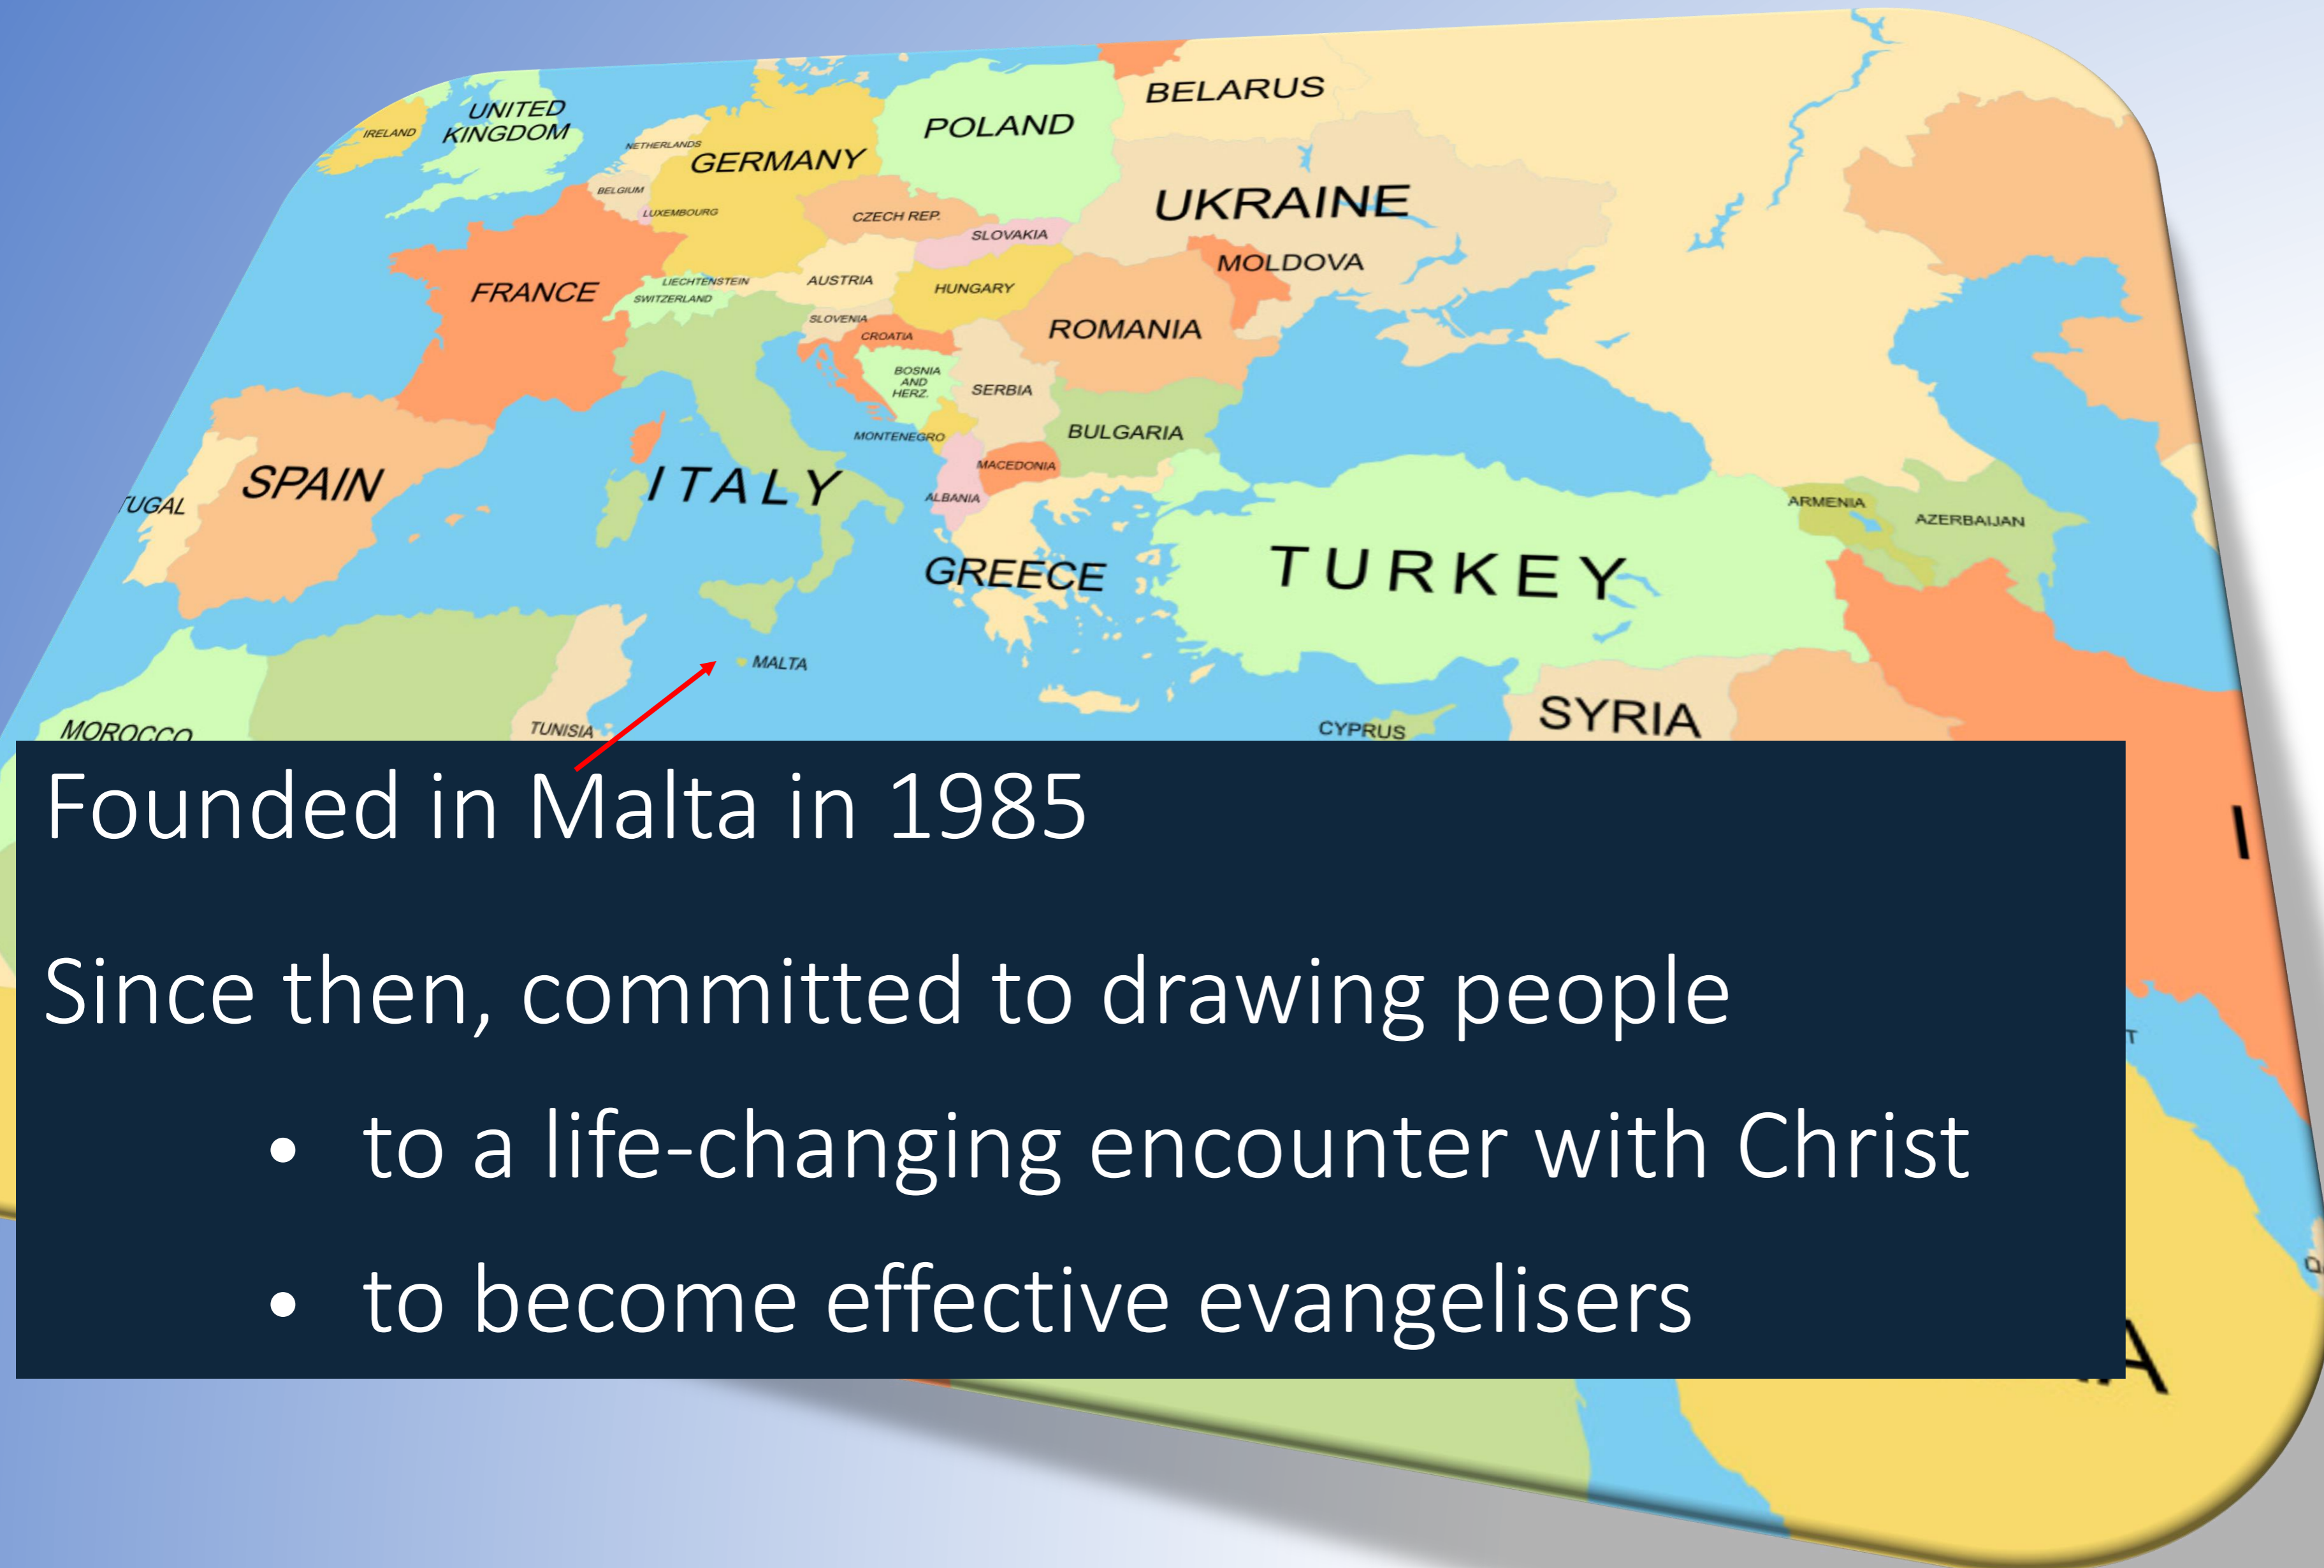 BELARUS
UNITED
KINGDOM
IRELAND
POLAND
NETHERLANDS
GERMANY
BELGIUM
UKRAINE
LUXEMBOURG
CZECH REP.
SLOVAKIA
MOLDOVA
FRANCE
LIECHTENSTEIN
AUSTRIA
HUNGARY
SWITZERLAND
SLOVENIA
ROMANIA
CROATIA
BOSNIA
AND
HERZ.
SERBIA
MONTENEGRO
BULGARIA
MACEDONIA
SPAIN
ITALY
ALBANIA
TUGAL
ARMENIA
AZERBAIJAN
GREECE
TURKEY
MALTA
SYRIA
MOROCCO
TUNISIA
CYPRUS
Founded in Malta in 1985
I
Since then, committed to drawing people
T
• to a life-changing encounter with Christ
• to become effective evangelisers
A